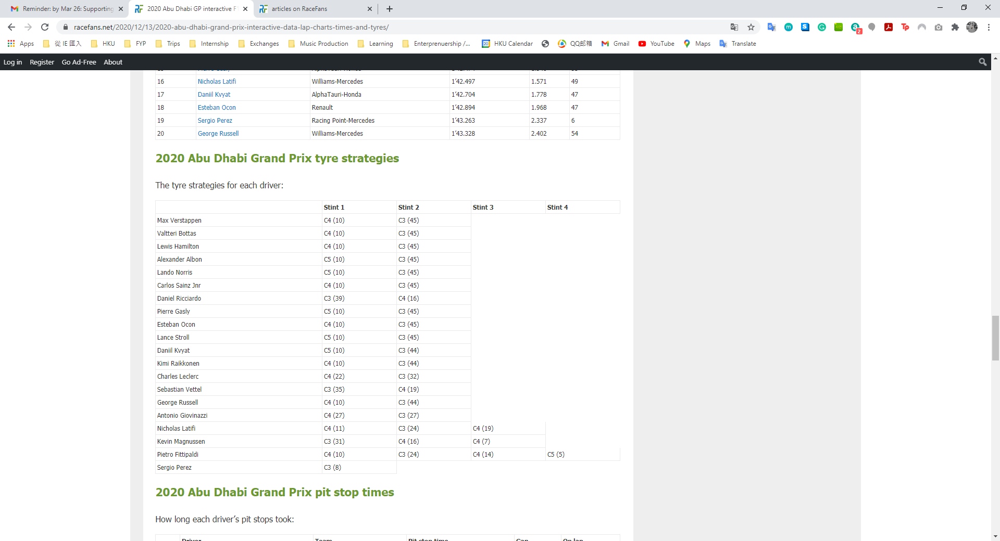 Reminder: by Mar 26: Supporting
2020 Abu Dhabi GP interactive F
articles on RaceFans
racefans.net/2020/12/13/2020-abu-dhabi-grand-prix-interactive-data-lap-charts-times-and-tyres/
Apps 從 IE 匯入 HKU FYP Trips Internship Exchanges Music Production Learning Enterprenuership /... HKU Calendar QQ邮箱 Gmail YouTube Maps Translate
Log in Register Go Ad-Free About
16 Nicholas Latifi Williams-Mercedes 1’42.497 1.571 49
17 Daniil Kvyat AlphaTauri-Honda 1’42.704 1.778 47
18 Esteban Ocon Renault 1’42.894 1.968 47
19 Sergio Perez Racing Point-Mercedes 1’43.263 2.337 6
20 George Russell Williams-Mercedes 1’43.328 2.402 54
2020 Abu Dhabi Grand Prix tyre strategies
The tyre strategies for each driver:
Stint 1 Stint 2 Stint 3 Stint 4
Max Verstappen C4 (10) C3 (45)
Valtteri Bottas C4 (10) C3 (45)
Lewis Hamilton C4 (10) C3 (45)
Alexander Albon C5 (10) C3 (45)
Lando Norris C5 (10) C3 (45)
Carlos Sainz Jnr C4 (10) C3 (45)
Daniel Ricciardo C3 (39) C4 (16)
Pierre Gasly C5 (10) C3 (45)
Esteban Ocon C4 (10) C3 (45)
Lance Stroll C5 (10) C3 (45)
Daniil Kvyat C5 (10) C3 (44)
Kimi Raikkonen C4 (10) C3 (44)
Charles Leclerc C4 (22) C3 (32)
Sebastian Vettel C3 (35) C4 (19)
George Russell C4 (10) C3 (44)
Antonio Giovinazzi C4 (27) C3 (27)
Nicholas Latifi C4 (11) C3 (24) C4 (19)
Kevin Magnussen C3 (31) C4 (16) C4 (7)
Pietro Fittipaldi C4 (10) C3 (24) C4 (14) C5 (5)
Sergio Perez C3 (8)
2020 Abu Dhabi Grand Prix pit stop times
How long each driver’s pit stops took:
Driver Team Pit stop time Gap On lap